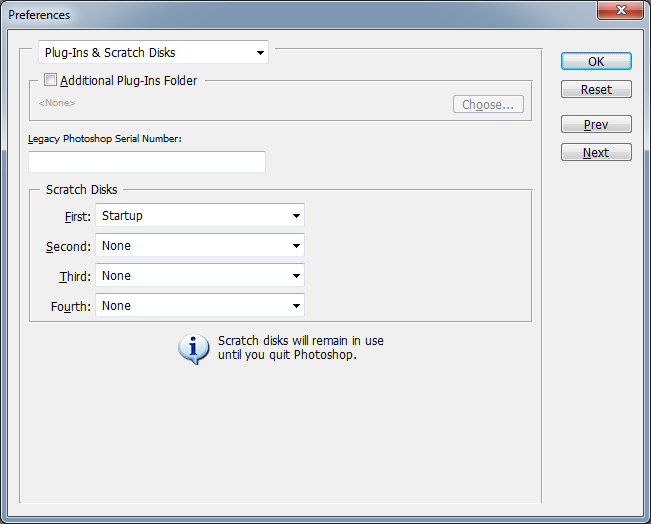 Preferences
Plug-Ins & Scratch Disks
Additional Plug-Ins Folder
<None>
Choose...
Legacy Photoshop Serial Number:
Scratch Disks
First: Startup
Second: None
Third: None
Fourth: None
Scratch disks will remain in use
until you quit Photoshop.
OK
Reset
Prev
Next